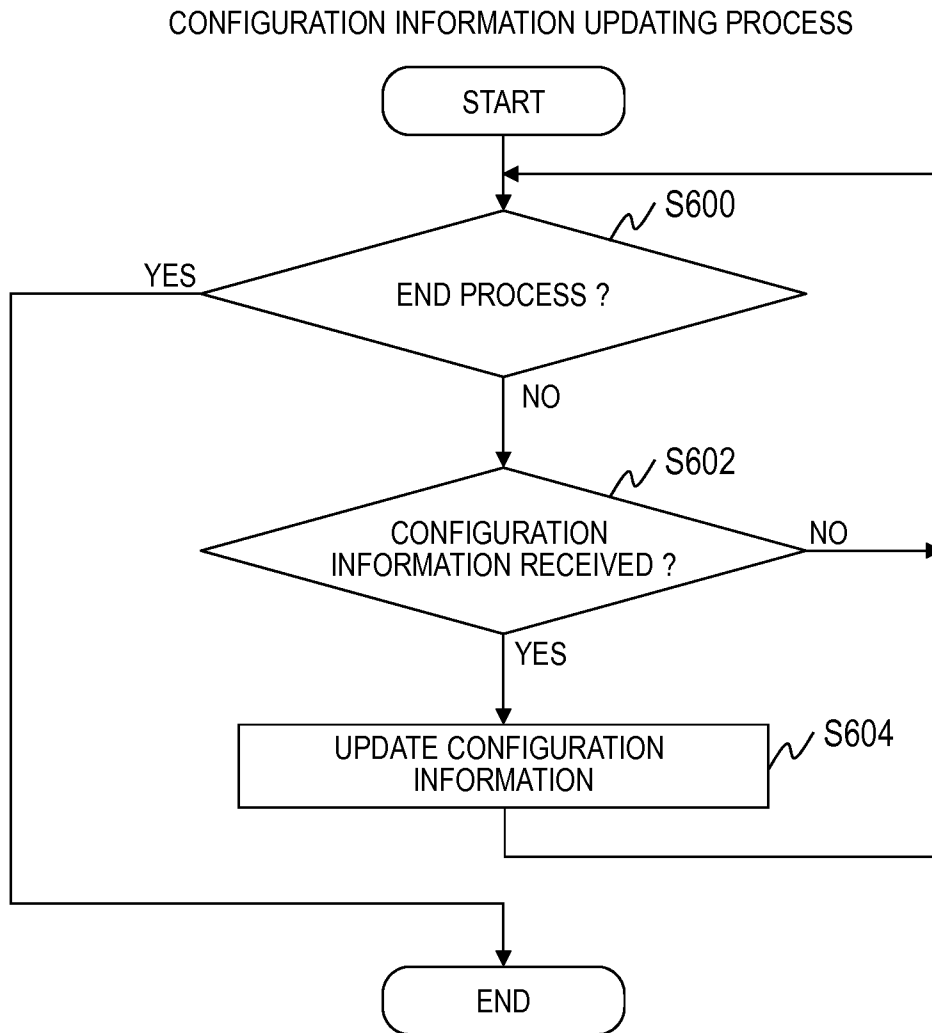 CONFIGURATION INFORMATION UPDATING PROCESS
START
S600
YES
END PROCESS ?
NO
S602
CONFIGURATION
INFORMATION RECEIVED ?
NO
YES
S604
UPDATE CONFIGURATION
INFORMATION
END